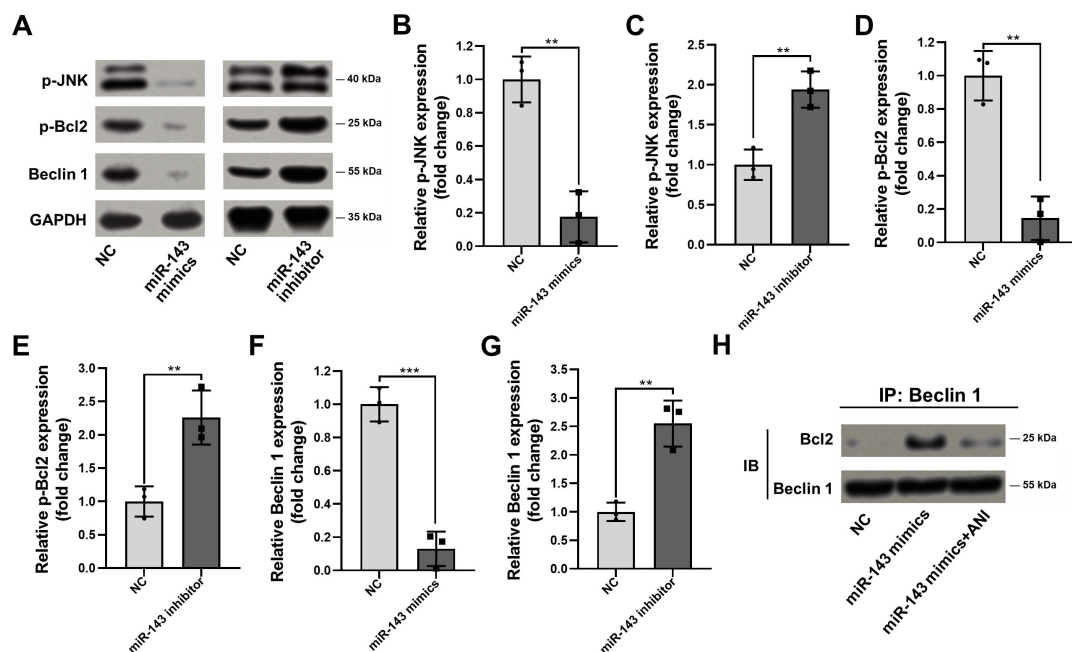 A
p-JNK
p-Bcl2
Beclin 1
GAPDH
40 kDa
25 kDa
55 kDa
35 kDa
NC
miR-143
mimics
NC
miR-143
inhibitor
B
Relative p-JNK expression
(fold change)
1.2
1.0
0.8
0.6
0.4
0.2
0.0
**
NC
miR-143 mimics
C
Relative p-JNK expression
(fold change)
2.5
2.0
1.5
1.0
0.5
0.0
**
NC
miR-143 inhibitor
D
Relative p-Bcl2 expression
(fold change)
1.2
1.0
0.8
0.6
0.4
0.2
0.0
**
NC
miR-143 mimics
E
Relative p-Bcl2 expression
(fold change)
3.0
2.5
2.0
1.5
1.0
0.5
0.0
**
NC
miR-143 inhibitor
F
Relative Beclin 1 expression
(fold change)
1.2
1.0
0.8
0.6
0.4
0.2
0.0
***
NC
miR-143 mimics
G
Relative Beclin 1 expression
(fold change)
3.5
3.0
2.5
2.0
1.5
1.0
0.5
0.0
**
NC
miR-143 inhibitor
H
IP: Beclin 1
IB
Bcl2
25 kDa
Beclin 1
55 kDa
NC
miR-143 mimics
miR-143 mimics+ANI